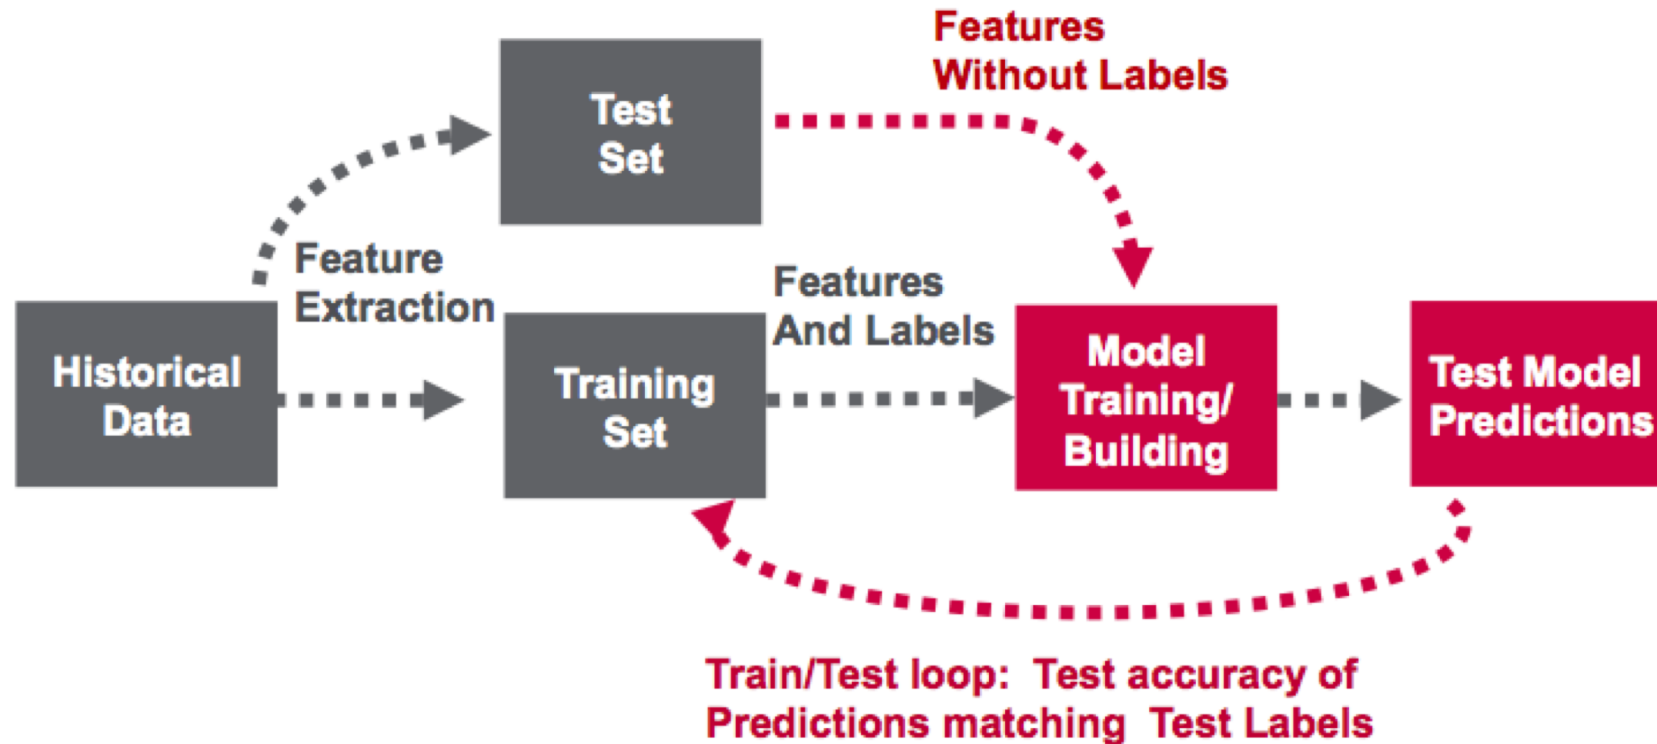 Features
Without Labels
Test
Set
Feature
Extraction
Features
And Labels
Historical
Data
Training
Set
Model
Training/
Building
Test Model
Predictions
Train/Test loop: Test accuracy of
Predictions matching Test Labels